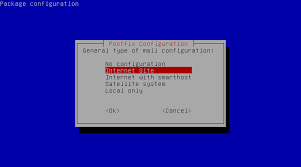 Package configuration
Postfix Configuration
General type of mail configuration:
No configuration
Internet Site
Internet with smarthost
Satellite system
Local only
<Ok> <Cancel>